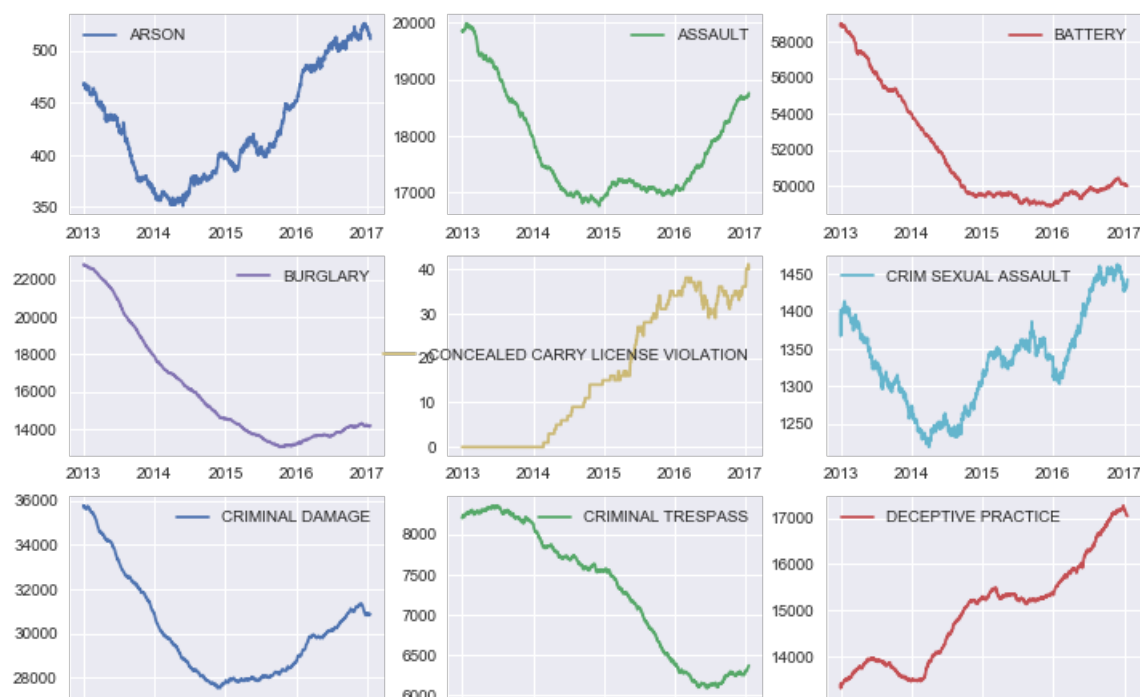 ARSON
500
450
400
350
2013 2014 2015 2016 2017
ASSAULT
20000
19000
18000
17000
2013 2014 2015 2016 2017
BATTERY
58000
56000
54000
52000
50000
2013 2014 2015 2016 2017
BURGLARY
22000
20000
18000
16000
14000
2013 2014 2015 2016 2017
40
30
CONCEALED CARRY LICENSE VIOLATION
20
10
0
2013 2014 2015 2016 2017
CRIM SEXUAL ASSAULT
1450
1400
1350
1300
1250
2013 2014 2015 2016 2017
36000
CRIMINAL DAMAGE
34000
32000
30000
28000
CRIMINAL TRESPASS
8000
7500
7000
6500
6000
DECEPTIVE PRACTICE
17000
16000
15000
14000